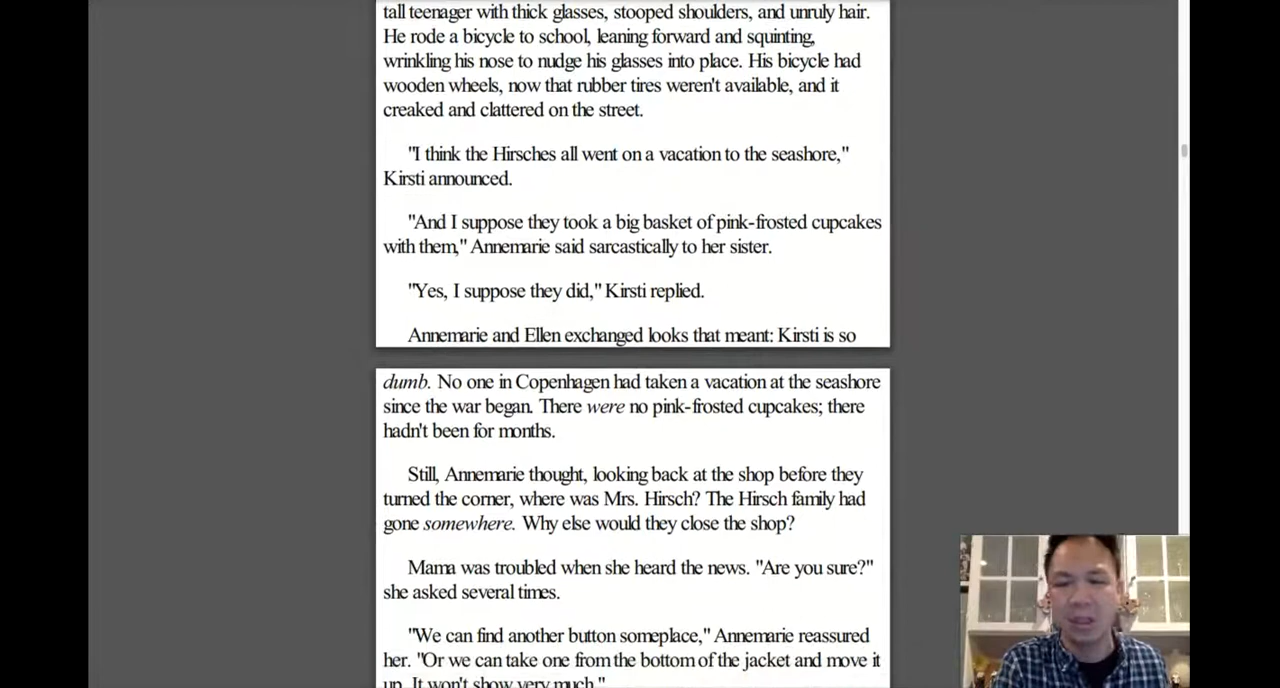 tall teenager with thick glasses, stooped shoulders, and unruly hair.
He rode a bicycle to school, leaning forward and squinting,
wrinkling his nose to nudge his glasses into place. His bicycle had
wooden wheels, now that rubber tires weren't available, and it
creaked and clattered on the street.
"I think the Hirsches all went on a vacation to the seashore,"
Kirsti announced.
"And I suppose they took a big basket of pink-frosted cupcakes
with them," Annemarie said sarcastically to her sister.
"Yes, I suppose they did," Kirsti replied.
Annemarie and Ellen exchanged looks that meant: Kirsti is so
dumb. No one in Copenhagen had taken a vacation at the seashore
since the war began. There were no pink-frosted cupcakes; there
hadn't been for months.
Still, Annemarie thought, looking back at the shop before they
turned the corner, where was Mrs. Hirsch? The Hirsch family had
gone somewhere. Why else would they close the shop?
Mama was troubled when she heard the news. "Are you sure?"
she asked several times.
"We can find another button someplace," Annemarie reassured
her. "Or we can take one from the bottom of the jacket and move it
up. It won't show very much."